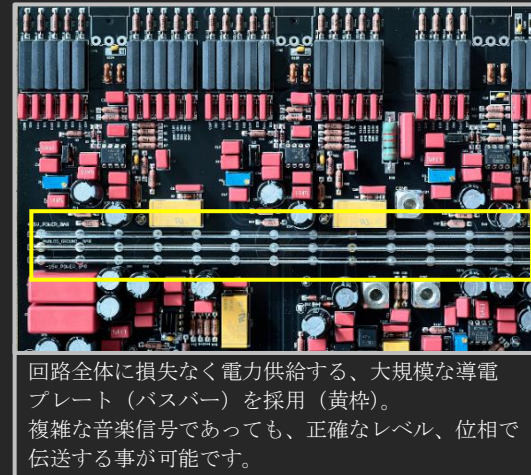 ANALOG_GROUND_BAR
-15V_POWER_BAR
回路全体に損失なく電力供給する、大規模な導電
プレート（バスバー）を採用（黄枠）。
複雑な音楽信号であっても、正確なレベル、位相で
伝送する事が可能です。